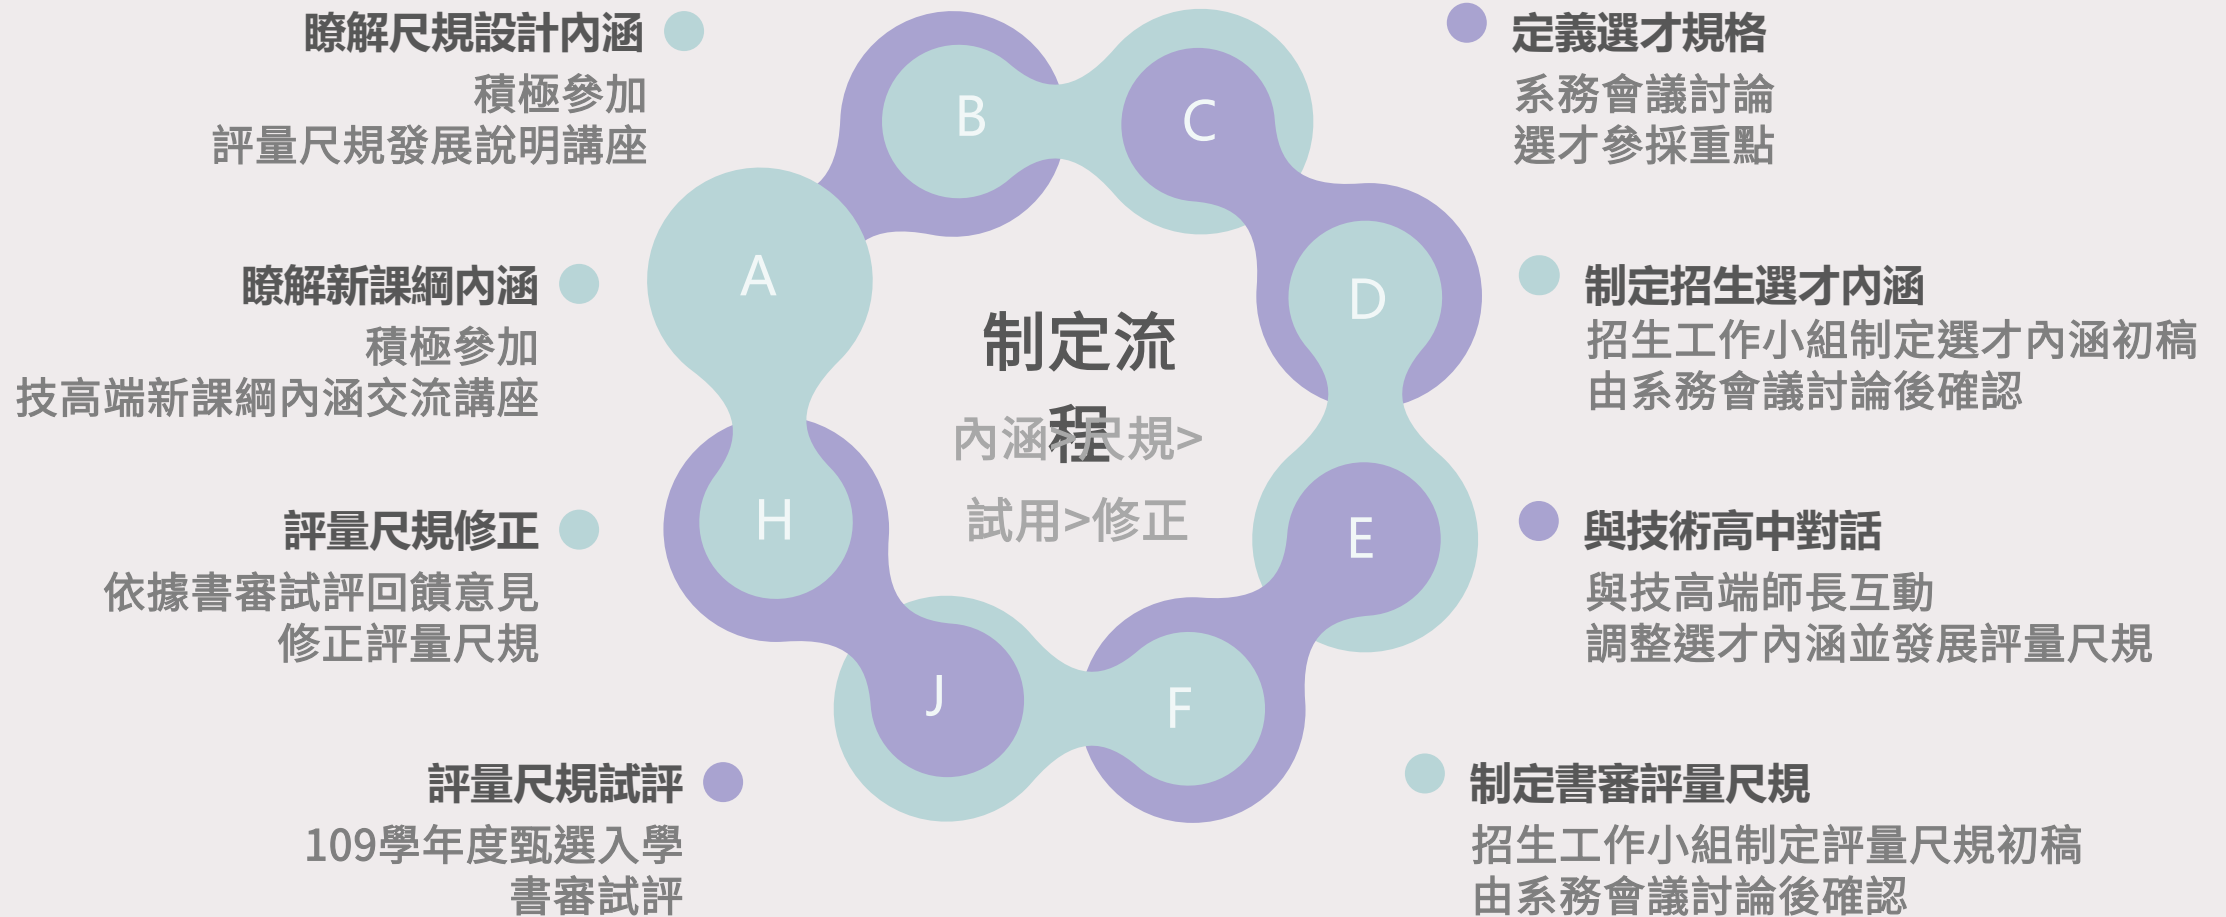 瞭解尺規設計內涵
積極參加
評量尺規發展說明講座
瞭解新課綱內涵
積極參加
技高端新課綱內涵交流講座
評量尺規修正
依據書審試評回饋意見
修正評量尺規
評量尺規試評
109學年度甄選入學
書審試評
A
B
C
D
E
F
J
H
制定流
程
內涵>尺規>
試用>修正
定義選才規格
系務會議討論
選才參採重點
制定招生選才內涵
招生工作小組制定選才內涵初稿
由系務會議討論後確認
與技術高中對話
與技高端師長互動
調整選才內涵並發展評量尺規
制定書審評量尺規
招生工作小組制定評量尺規初稿
由系務會議討論後確認